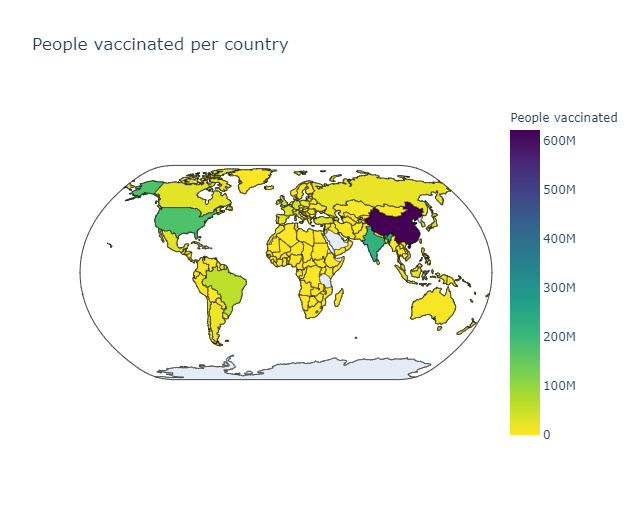 People vaccinated per country
People vaccinated
600M
500M
400M
300M
200M
100M
0